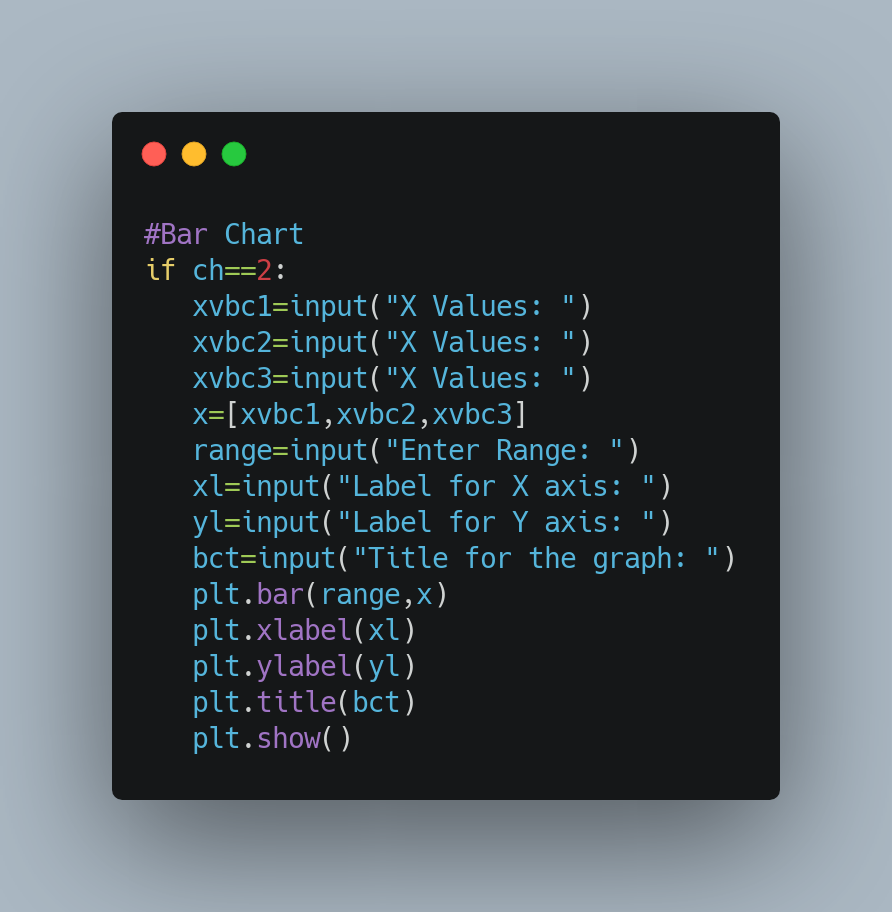 #Bar Chart
if ch==2:
   xvbc1=input("X Values: ")
   xvbc2=input("X Values: ")
   xvbc3=input("X Values: ")
   x=[xvbc1,xvbc2,xvbc3]
   range=input("Enter Range: ")
   xl=input("Label for X axis: ")
   yl=input("Label for Y axis: ")
   bct=input("Title for the graph: ")
   plt.bar(range,x)
   plt.xlabel(xl)
   plt.ylabel(yl)
   plt.title(bct)
   plt.show()